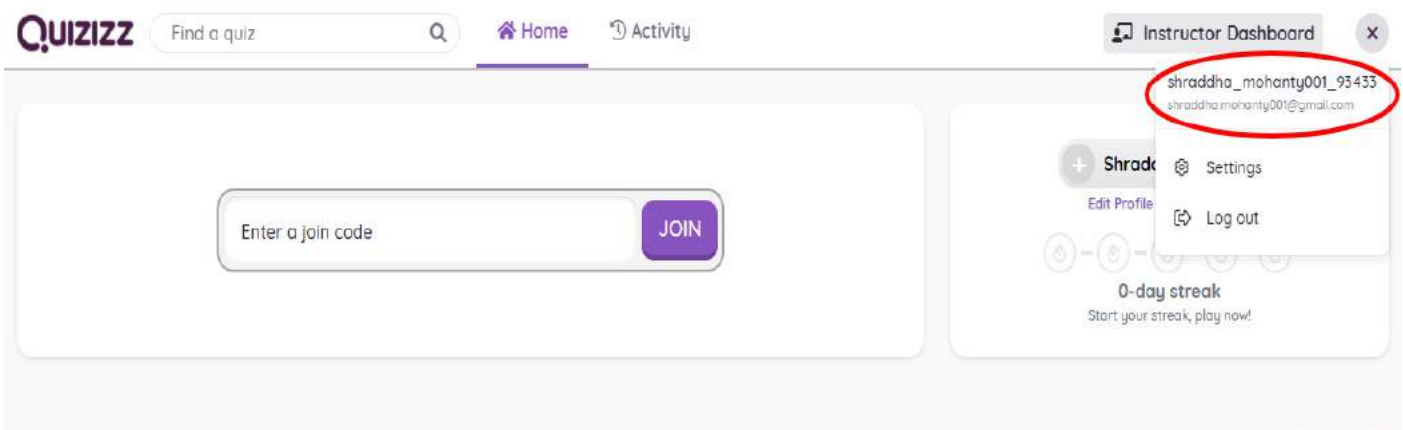 QUIZIZZ
Find a quiz
Home
Activity
Instructor Dashboard
shraddha_mohanty001_93433
shraddha.mohanty001@gmail.com
Enter a join code
JOIN
Edit Profile
Settings
Log out
0-day streak
Start your streak, play now!